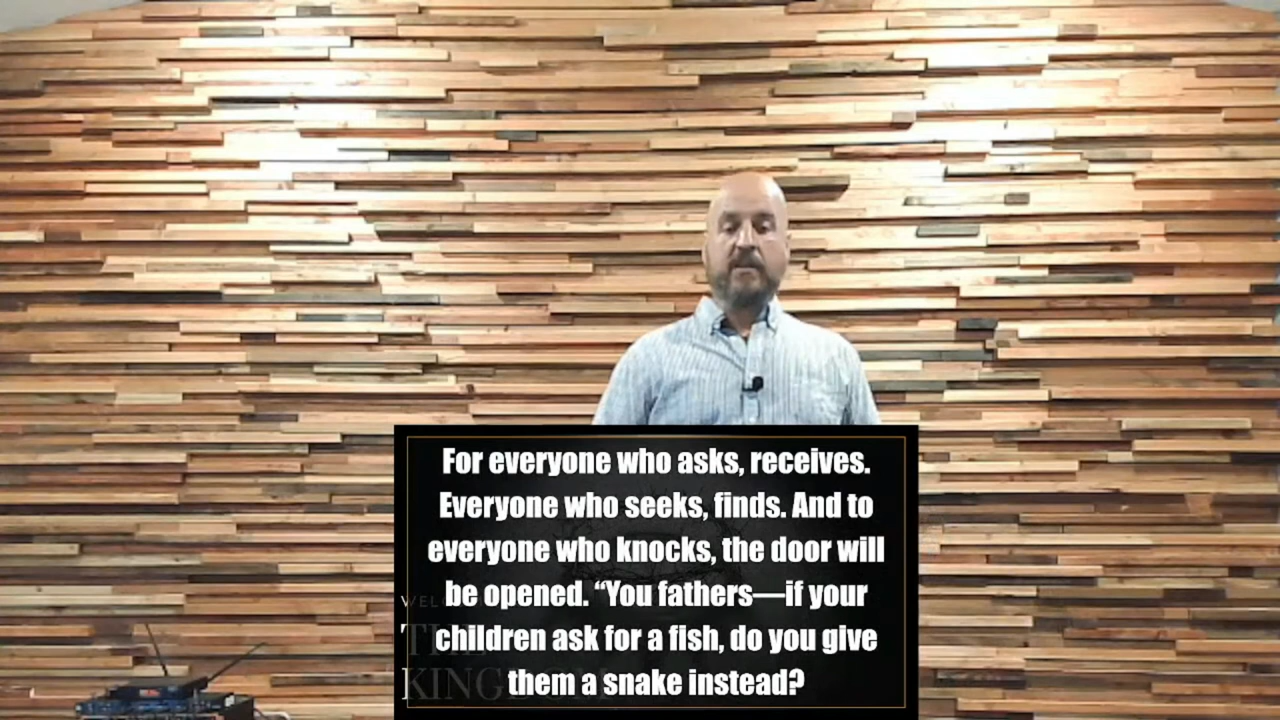 For everyone who asks, receives.
Everyone who seeks, finds. And to
everyone who knocks, the door will
be opened. “You fathers—if your
children ask for a fish, do you give
them a snake instead?